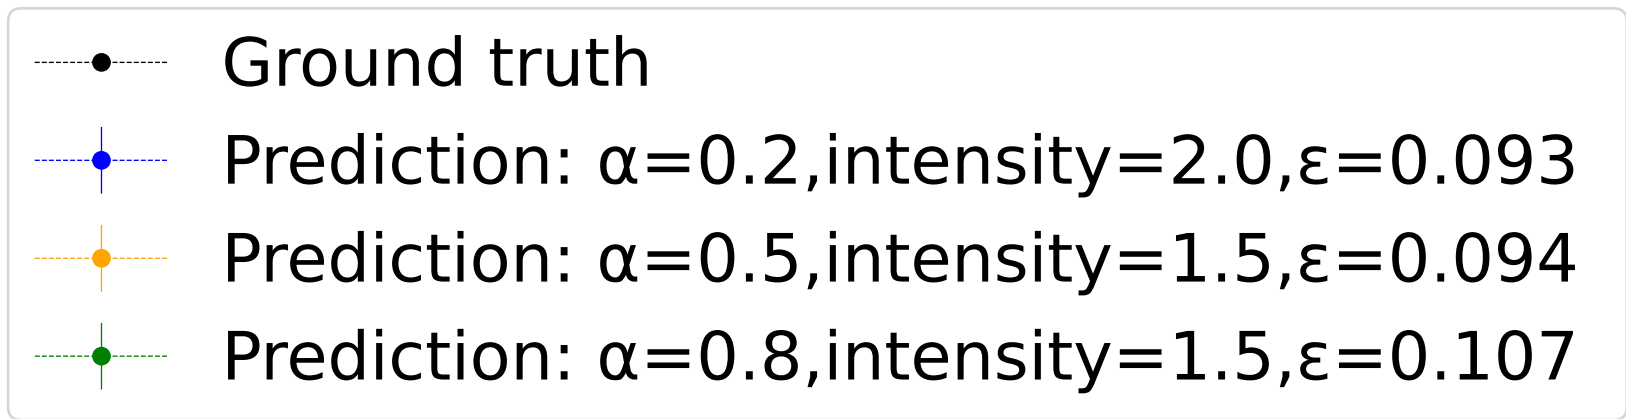 Ground truth
Prediction: α=0.2,intensity=2.0,ε=0.093
Prediction: α=0.5,intensity=1.5,ε=0.094
Prediction: α=0.8,intensity=1.5,ε=0.107